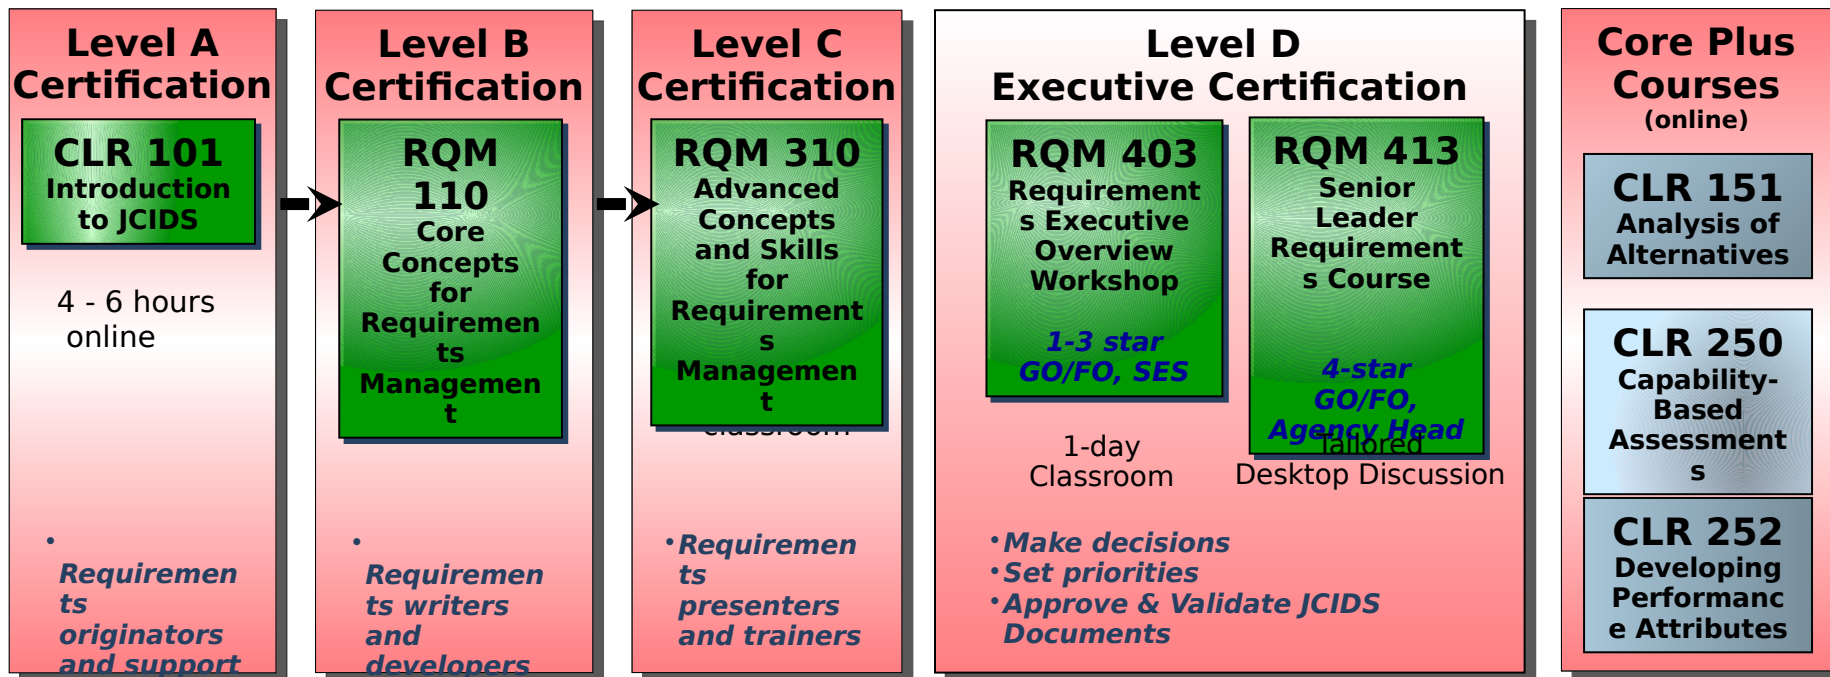 Level A
Certification
CLR 101
Introduction
to JCIDS
4 - 6 hours
online
•
Requiremen
ts
originators
and support
Level B
Certification
RQM
110
Core
Concepts
for
Requiremen
ts
Managemen
t
•
Requiremen
ts writers
and
developers
Level C
Certification
RQM 310
Advanced
Concepts
and Skills
for
Requirement
s
Managemen
t
classroom
•Requiremen
ts
presenters
and trainers
Level D
Executive Certification
RQM 403
Requirement
s Executive
Overview
Workshop
1-3 star
GO/FO, SES
1-day
Classroom
RQM 413
Senior
Leader
Requirement
s Course
4-star
GO/FO,
Agency Head
Tailored
Desktop Discussion
•Make decisions
•Set priorities
•Approve & Validate JCIDS
Documents
Core Plus
Courses
(online)
CLR 151
Analysis of
Alternatives
CLR 250
Capability-
Based
Assessment
s
CLR 252
Developing
Performanc
e Attributes